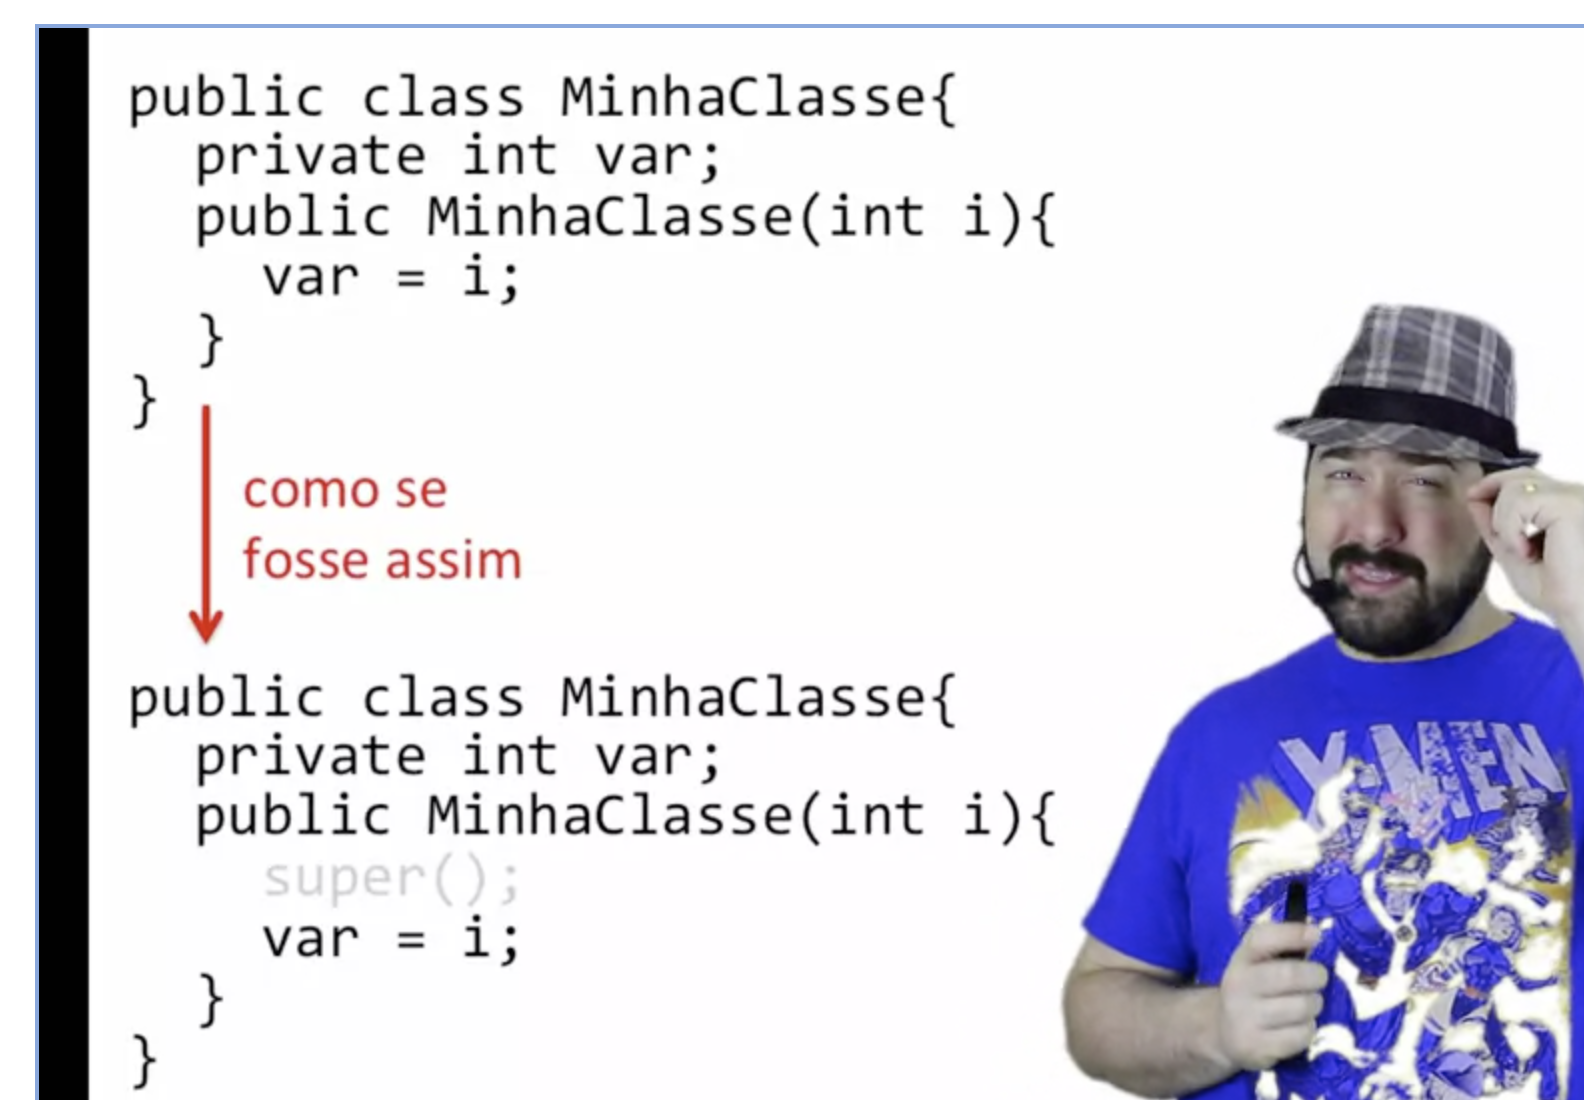 public class MinhaClasse{
private int var;
public MinhaClasse(int i){
var = i;
}
}
como se
fosse assim
public class MinhaClasse{
private int var;
public MinhaClasse(int i){
super();
var = i;
}
}
X-MEN